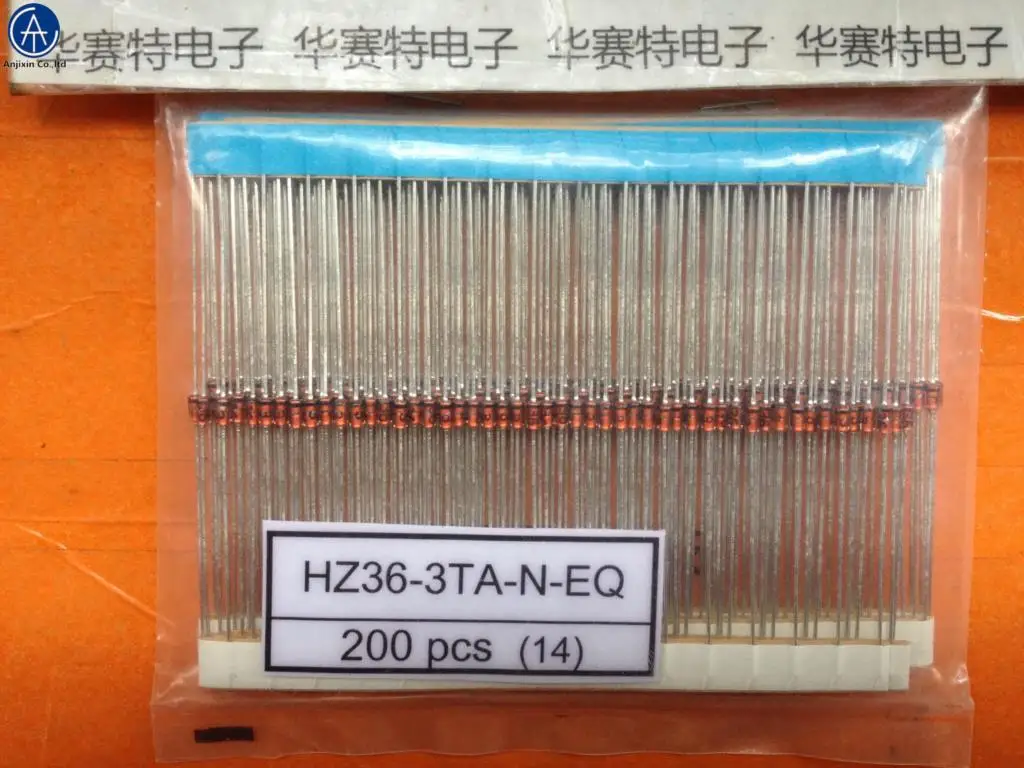 Anjixin Co.,ltd
华赛特电子 华赛特电子 华赛特电子 华赛特电子
HZ36-3TA-N-EQ
200 pcs (14)